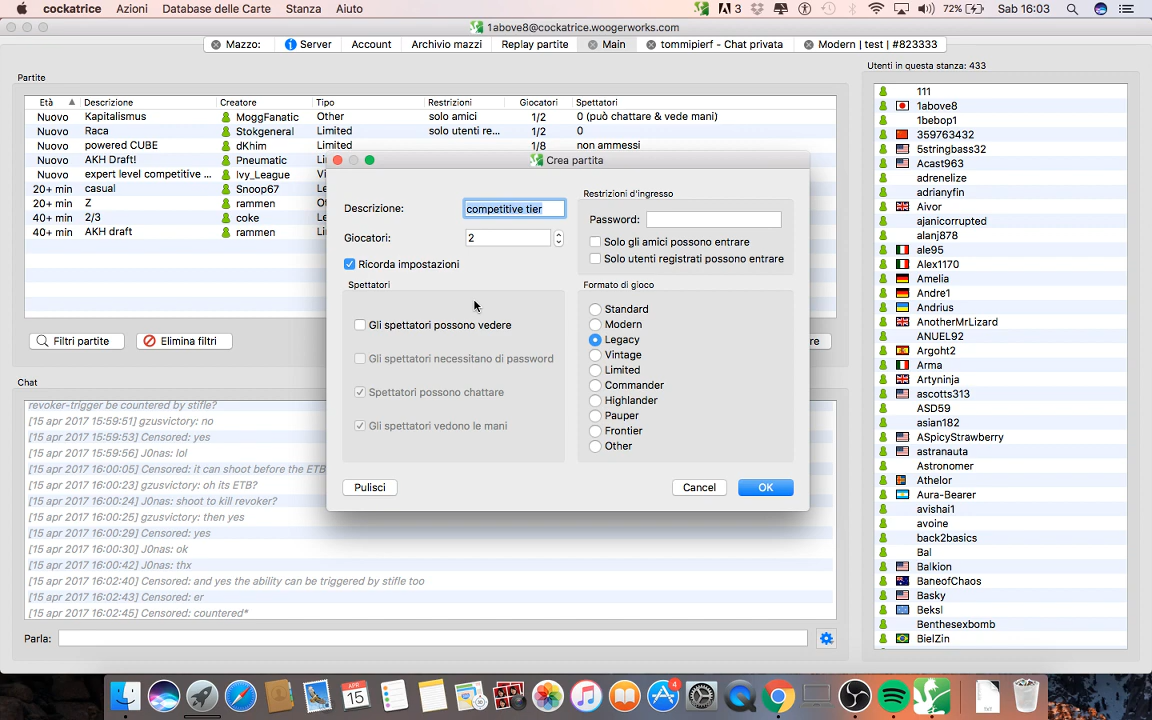 cockatrice Azioni Database delle Carte Stanza Aiuto 3 72% Sab 16:03
1above8@cockatrice.woogerworks.com
Mazzo: Server Account Archivio mazzi Replay partite Main tommipierf - Chat privata Modern | test | #823333
Partite
Età Descrizione Creatore Tipo Restrizioni Giocatori Spettatori
Nuovo Kapitalismus MoggFanatic Other solo amici 1/2 0 (può chattare & vede mani)
Nuovo Raca Stokgeneral Limited solo utenti re... 1/2 0
Nuovo powered CUBE dKhim Limited 1/8 non ammessi
Nuovo AKH Draft! Pneumatic
Nuovo expert level competitive ... Ivy_League
20+ min casual Snoop67
20+ min Z rammen
40+ min 2/3 coke
40+ min AKH draft rammen
Filtri partite Elimina filtri
Crea partita
Descrizione: competitive tier
Giocatori: 2
Ricorda impostazioni
Spettatori
Gli spettatori possono vedere
Gli spettatori necessitano di password
Spettatori possono chattare
Gli spettatori vedono le mani
Restrizioni d'ingresso
Password:
Solo gli amici possono entrare
Solo utenti registrati possono entrare
Formato di gioco
Standard
Modern
Legacy
Vintage
Limited
Commander
Highlander
Pauper
Frontier
Other
Pulisci Cancel OK
Chat
revoker-trigger be countered by stifle?
[15 apr 2017 15:59:51] gzusvictory: no
[15 apr 2017 15:59:53] Censored: yes
[15 apr 2017 15:59:56] J0nas: lol
[15 apr 2017 16:00:05] Censored: it can shoot before the ETB
[15 apr 2017 16:00:23] gzusvictory: oh its ETB?
[15 apr 2017 16:00:24] J0nas: shoot to kill revoker?
[15 apr 2017 16:00:25] gzusvictory: then yes
[15 apr 2017 16:00:29] Censored: yes
[15 apr 2017 16:00:30] J0nas: ok
[15 apr 2017 16:00:42] J0nas: thx
[15 apr 2017 16:02:40] Censored: and yes the ability can be triggered by stifle too
[15 apr 2017 16:02:43] Censored: er
[15 apr 2017 16:02:45] Censored: countered*
Parla:
Utenti in questa stanza: 433
111
1above8
1bebop1
359763432
5stringbass32
Acast963
adrenelize
adrianyfin
Aivor
ajanicorrupted
alanj878
ale95
Alex1170
Amelia
Andre1
Andrius
AnotherMrLizard
ANUEL92
Argoht2
Arma
Artyninja
ascotts313
ASD59
asian182
ASpicyStrawberry
astranauta
Astronomer
Athelor
Aura-Bearer
avishai1
avoine
back2basics
Bal
Balkion
BaneofChaos
Basky
Beksl
Benthesexbomb
BielZin
APR
15
4
TXT